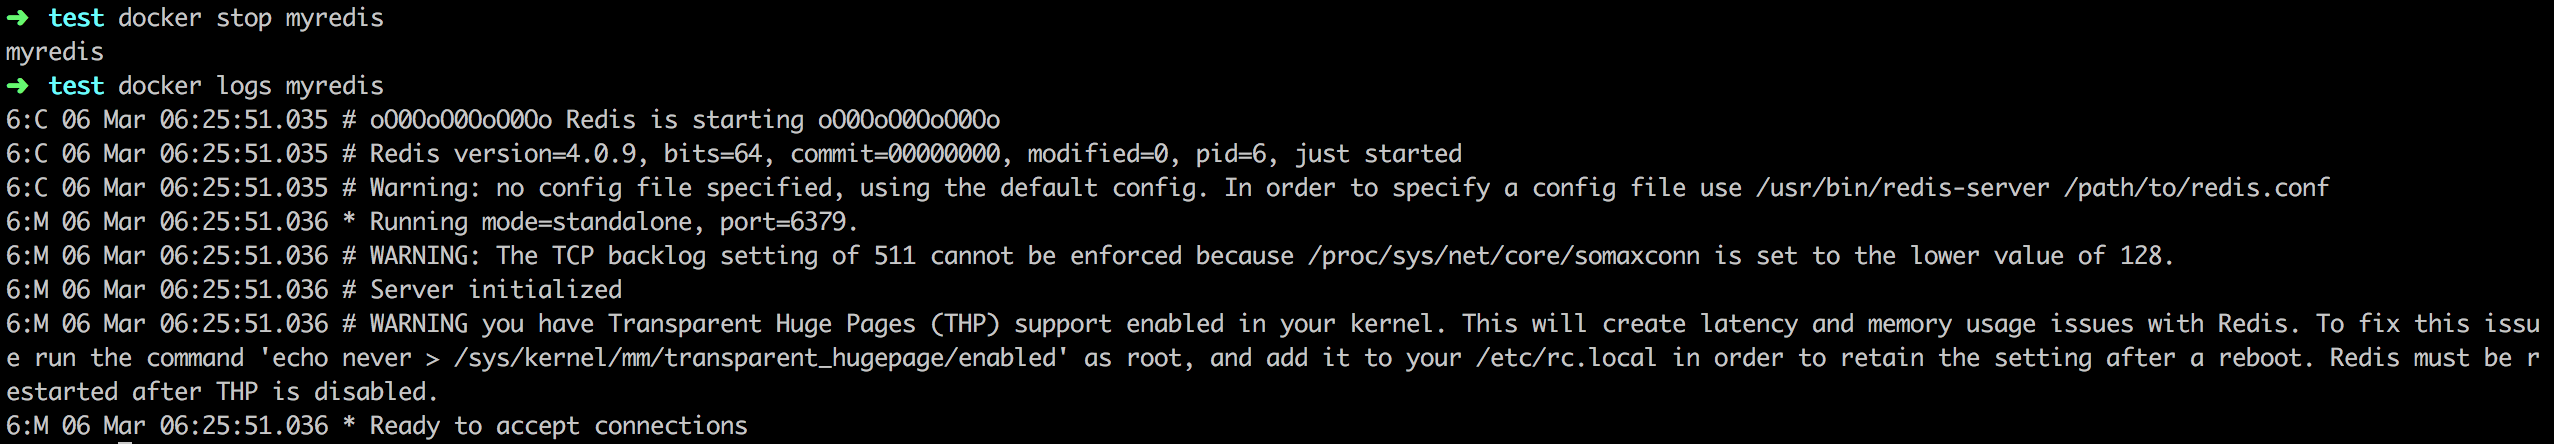 ➜ test docker stop myredis
myredis
➜ test docker logs myredis
6:C 06 Mar 06:25:51.035 # oO0OoO0OoO0Oo Redis is starting oO0OoO0OoO0Oo
6:C 06 Mar 06:25:51.035 # Redis version=4.0.9, bits=64, commit=00000000, modified=0, pid=6, just started
6:C 06 Mar 06:25:51.035 # Warning: no config file specified, using the default config. In order to specify a config file use /usr/bin/redis-server /path/to/redis.conf
6:M 06 Mar 06:25:51.036 * Running mode=standalone, port=6379.
6:M 06 Mar 06:25:51.036 # WARNING: The TCP backlog setting of 511 cannot be enforced because /proc/sys/net/core/somaxconn is set to the lower value of 128.
6:M 06 Mar 06:25:51.036 # Server initialized
6:M 06 Mar 06:25:51.036 # WARNING you have Transparent Huge Pages (THP) support enabled in your kernel. This will create latency and memory usage issues with Redis. To fix this issu
e run the command 'echo never > /sys/kernel/mm/transparent_hugepage/enabled' as root, and add it to your /etc/rc.local in order to retain the setting after a reboot. Redis must be r
estarted after THP is disabled.
6:M 06 Mar 06:25:51.036 * Ready to accept connections